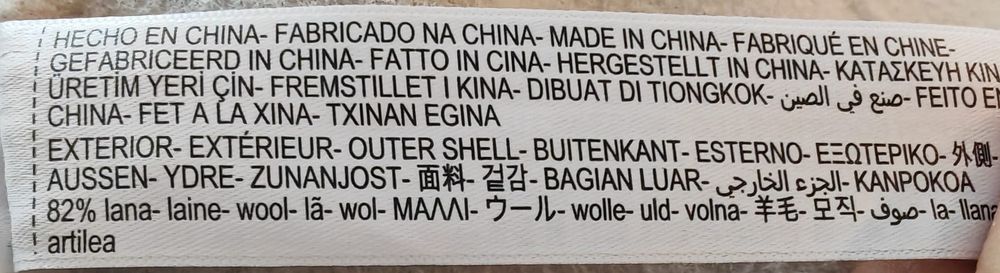 HECHO EN CHINA- FABRICADO NA CHINA- MADE IN CHINA- FABRIQUÉ EN CHINE-
GEFABRICEERD IN CHINA- FATTO IN CINA- HERGESTELLT IN CHINA- ΚΑΤΑΣΚΕΥΗ ΚΙΝ
ÜRETİM YERİ ÇİN- FREMSTILLET I KINA- DIBUAT DI TIONGKOK- صنع في الصين- FEITO EN
CHINA- FET A LA XINA- TXINAN EGINA
EXTERIOR- EXTÉRIEUR- OUTER SHELL- BUITENKANT- ESTERNO- ΕΞΩΤΕΡΙΚΟ- 外側-
AUSSEN- YDRE- ZUNANJOST- 面料- 겉감- BAGIAN LUAR- الجزء الخارجي- KANPOKOA
82% lana- laine- wool- lã- wol- ΜΑΛΛΙ- ウール- wolle- uld- volna- 羊毛- 모직- صوف- la- llana
artilea